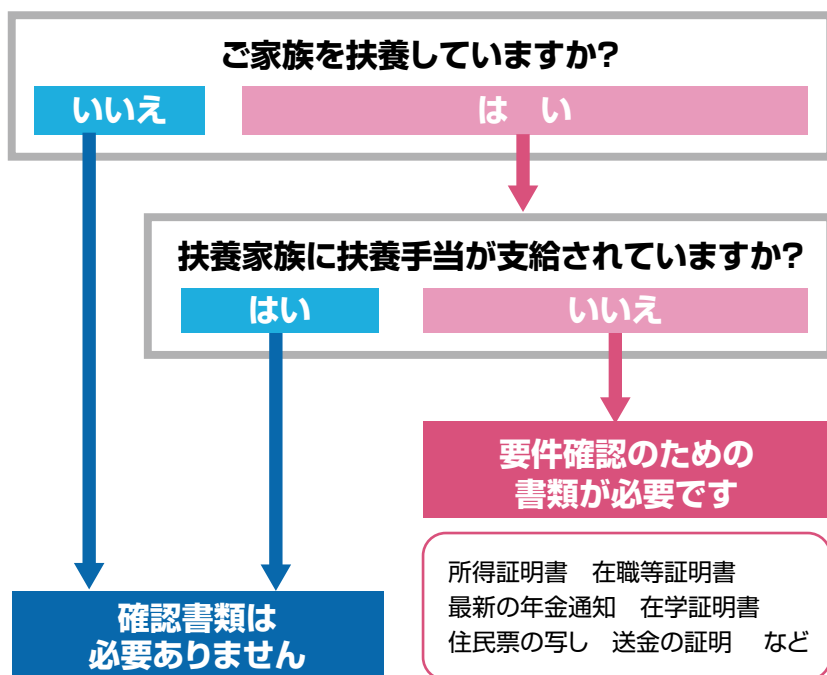 ご家族を扶養していますか?
いいえ
は い
扶養家族に扶養手当が支給されていますか?
はい
いいえ
要件確認のための
書類が必要です
所得証明書 在職等証明書
最新の年金通知 在学証明書
住民票の写し 送金の証明 など
確認書類は
必要ありません